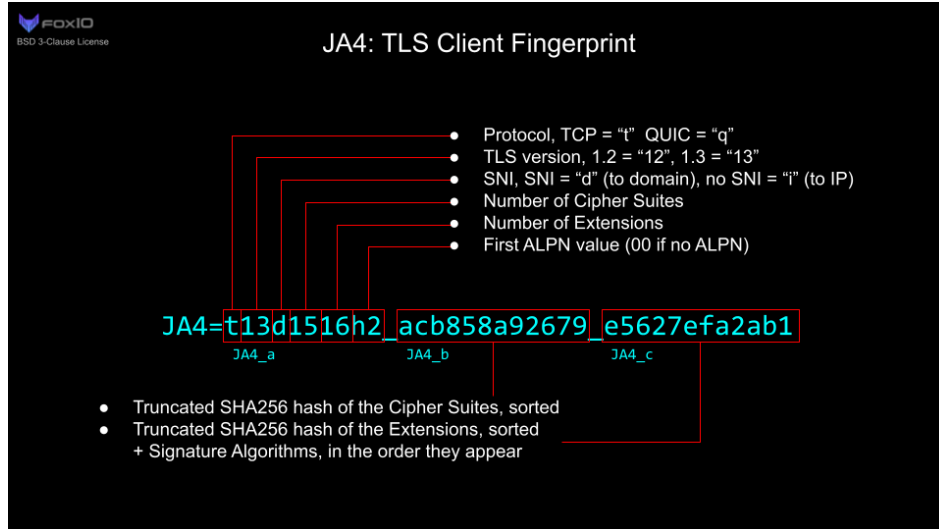 FOXIO
BSD 3-Clause License
JA4: TLS Client Fingerprint
● Protocol, TCP = “t”  QUIC = “q”
● TLS version, 1.2 = “12”, 1.3 = “13”
● SNI, SNI = “d” (to domain), no SNI = “i” (to IP)
● Number of Cipher Suites
● Number of Extensions
● First ALPN value (00 if no ALPN)
JA4=t13d1516h2_acb858a92679_e5627efa2ab1
JA4_a JA4_b JA4_c
● Truncated SHA256 hash of the Cipher Suites, sorted
● Truncated SHA256 hash of the Extensions, sorted
+ Signature Algorithms, in the order they appear